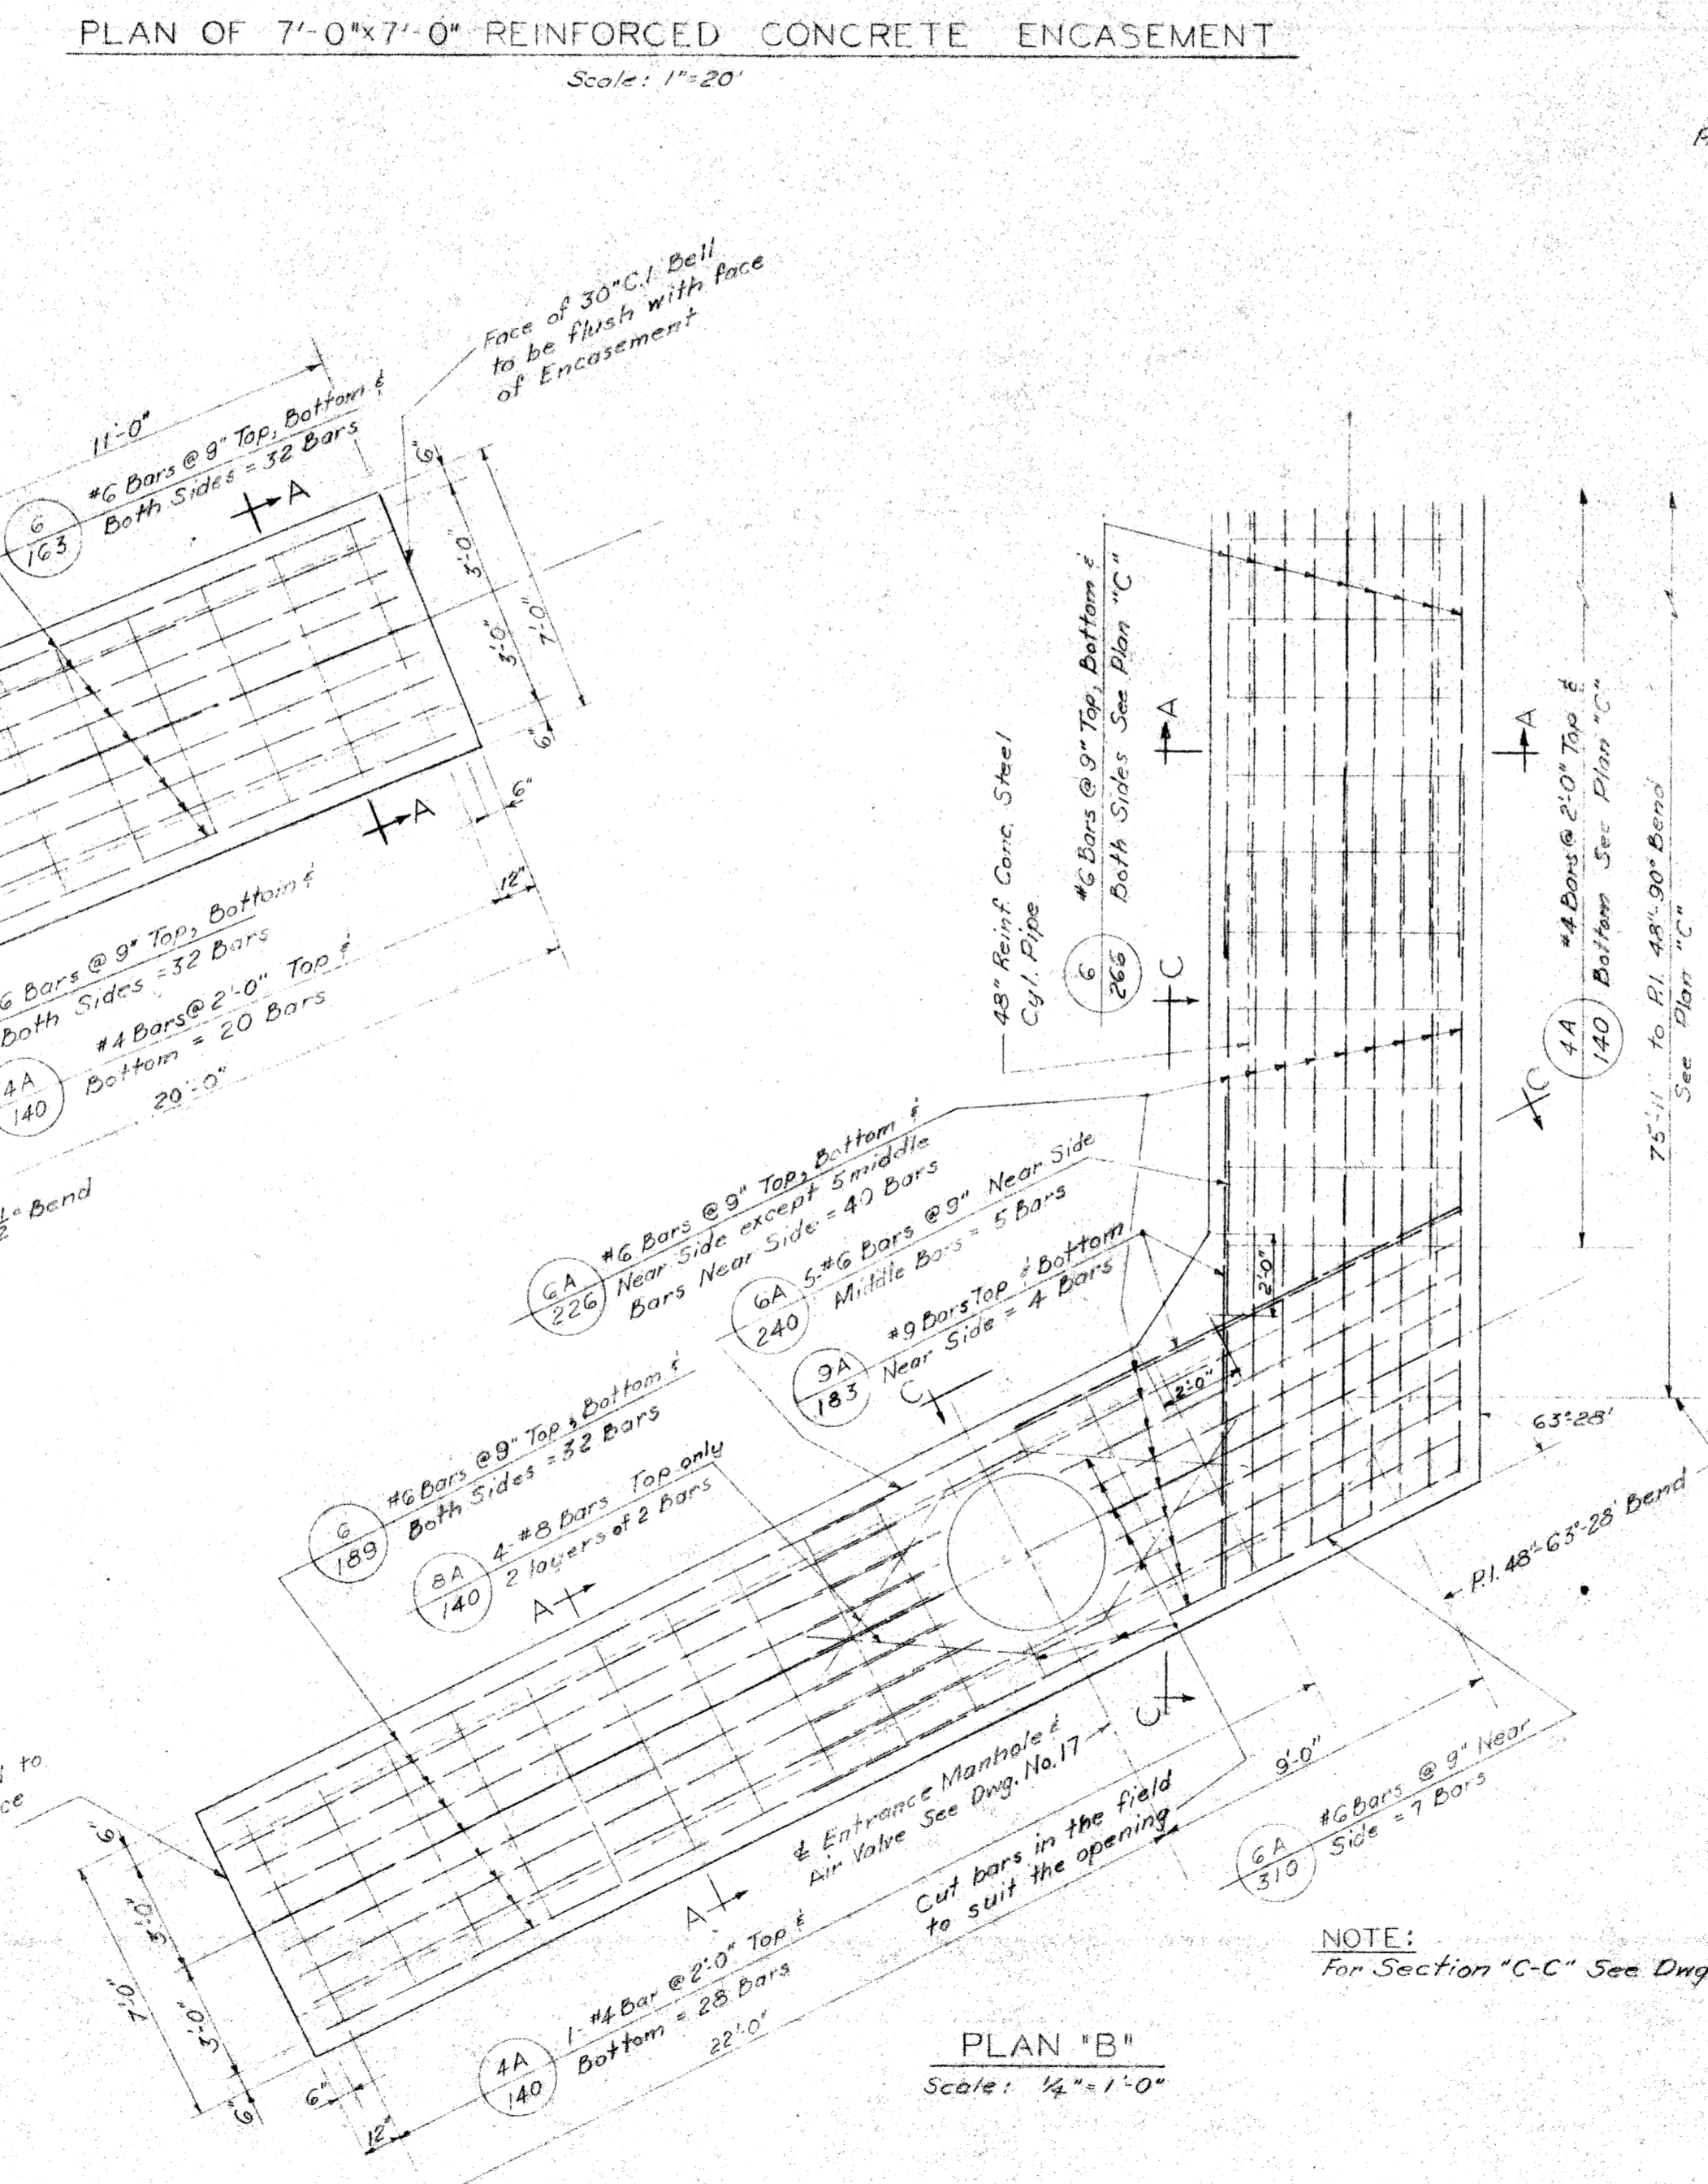 PLAN OF 7'-0"x7'-0" REINFORCED CONCRETE ENCASEMENT
Scale: 1"=20'
Face of 30" C.I. Bell
to be flush with face
of Encasement
11'-0"
#6 Bars @ 9" Top, Bottom &
Both Sides = 32 Bars
6
163
A
A
6"
3'-0"
3'-0"
7'-0"
6"
6"
12"
6 Bars @ 9" Top, Bottom &
Both Sides = 32 Bars
#4 Bars @ 2'-0" Top &
Bottom = 20 Bars
4A
140
20'-0"
½° Bend
48" Reinf. Conc. Steel
Cyl. Pipe
#6 Bars @ 9" Top, Bottom &
Both Sides See Plan "C"
6
266
A
A
C
C
#4 Bars @ 2'-0" Top &
Bottom See Plan "C"
4A
140
75'-11" to P.I. 48"-90° Bend
See Plan "C"
#6 Bars @ 9" Top, Bottom &
Near Side except 5 middle
Bars Near Side = 40 Bars
6A
226
5-#6 Bars @ 9" Near Side
Middle Bars = 5 Bars
6A
240
#9 Bars Top & Bottom
Near Side = 4 Bars
9A
183
C
2'-0"
2'-0"
63°-28'
P.I. 48"-63°-28' Bend
#6 Bars @ 9" Top, Bottom &
Both Sides = 32 Bars
6
189
4-#8 Bars Top only
2 layers of 2 Bars
8A
140
A
A
C
℄ Entrance Manhole &
Air Valve See Dwg. No. 17
Cut bars in the field
to suit the opening
9'-0"
#6 Bars @ 9" Near
Side = 7 Bars
6A
310
to
ce
6"
3'-0"
3'-0"
7'-0"
6"
6"
12"
1-#4 Bar @ 2'-0" Top &
Bottom = 28 Bars
4A
140
22'-0"
NOTE:
For Section "C-C" See Dwg
PLAN "B"
Scale: ¼"=1'-0"